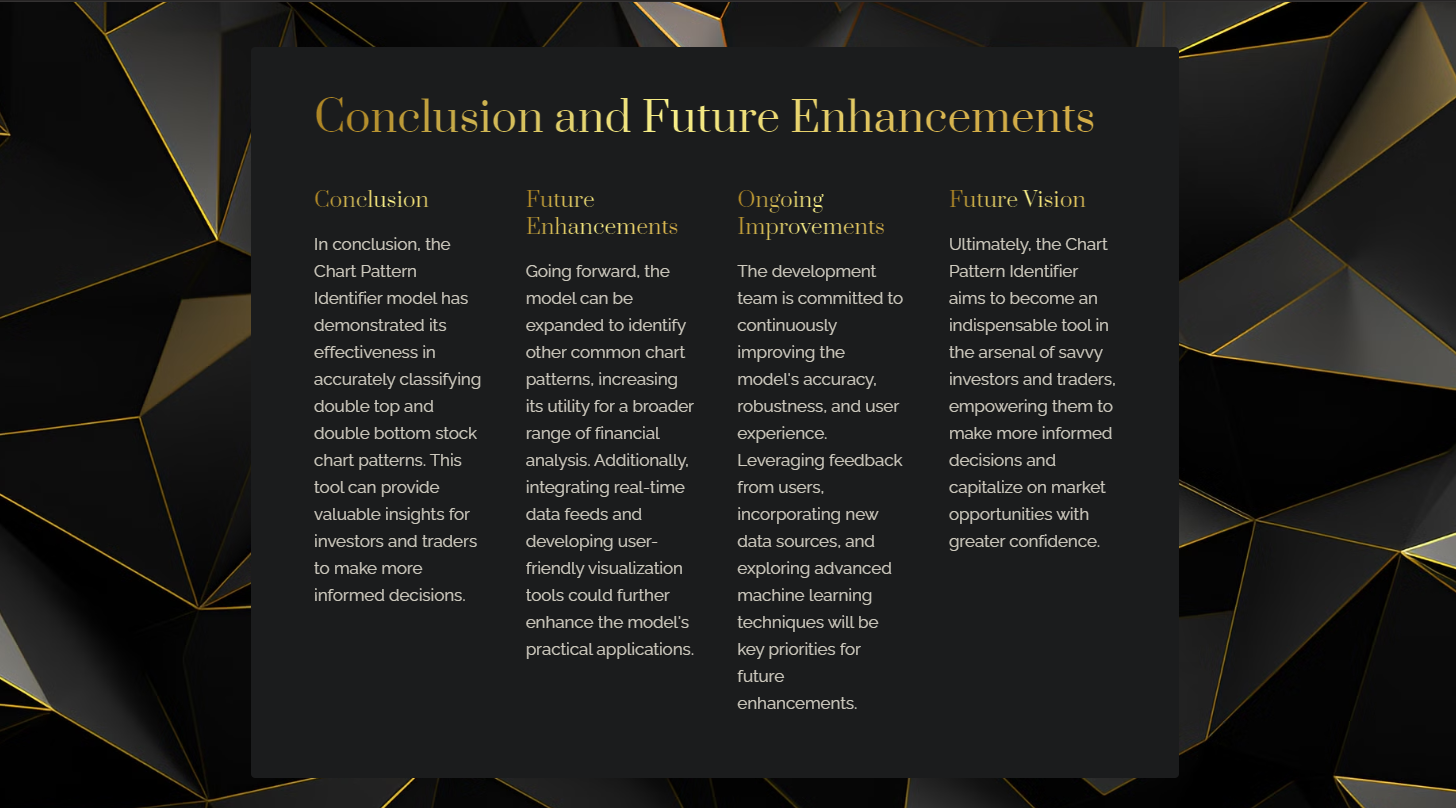 Conclusion and Future Enhancements
Conclusion
In conclusion, the
Chart Pattern
Identifier model has
demonstrated its
effectiveness in
accurately classifying
double top and
double bottom stock
chart patterns. This
tool can provide
valuable insights for
investors and traders
to make more
informed decisions.
Future
Enhancements
Going forward, the
model can be
expanded to identify
other common chart
patterns, increasing
its utility for a broader
range of financial
analysis. Additionally,
integrating real-time
data feeds and
developing user-
friendly visualization
tools could further
enhance the model's
practical applications.
Ongoing
Improvements
The development
team is committed to
continuously
improving the
model's accuracy,
robustness, and user
experience.
Leveraging feedback
from users,
incorporating new
data sources, and
exploring advanced
machine learning
techniques will be
key priorities for
future
enhancements.
Future Vision
Ultimately, the Chart
Pattern Identifier
aims to become an
indispensable tool in
the arsenal of savvy
investors and traders,
empowering them to
make more informed
decisions and
capitalize on market
opportunities with
greater confidence.